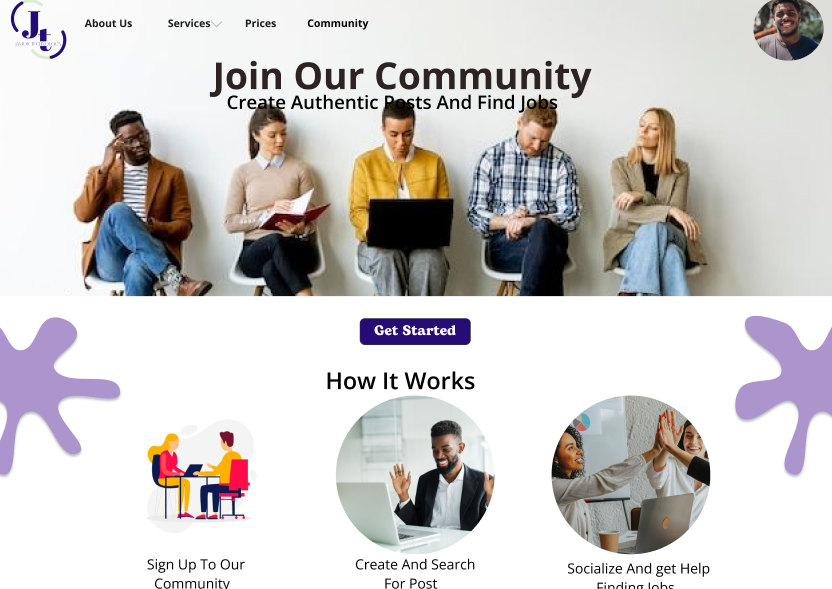 Jt
About Us Services Prices Community
Join Our Community
Create Authentic Posts And Find Jobs
Get Started
How It Works
Sign Up To Our
Community
Create And Search
For Post
Socialize And get Help
Finding Jobs